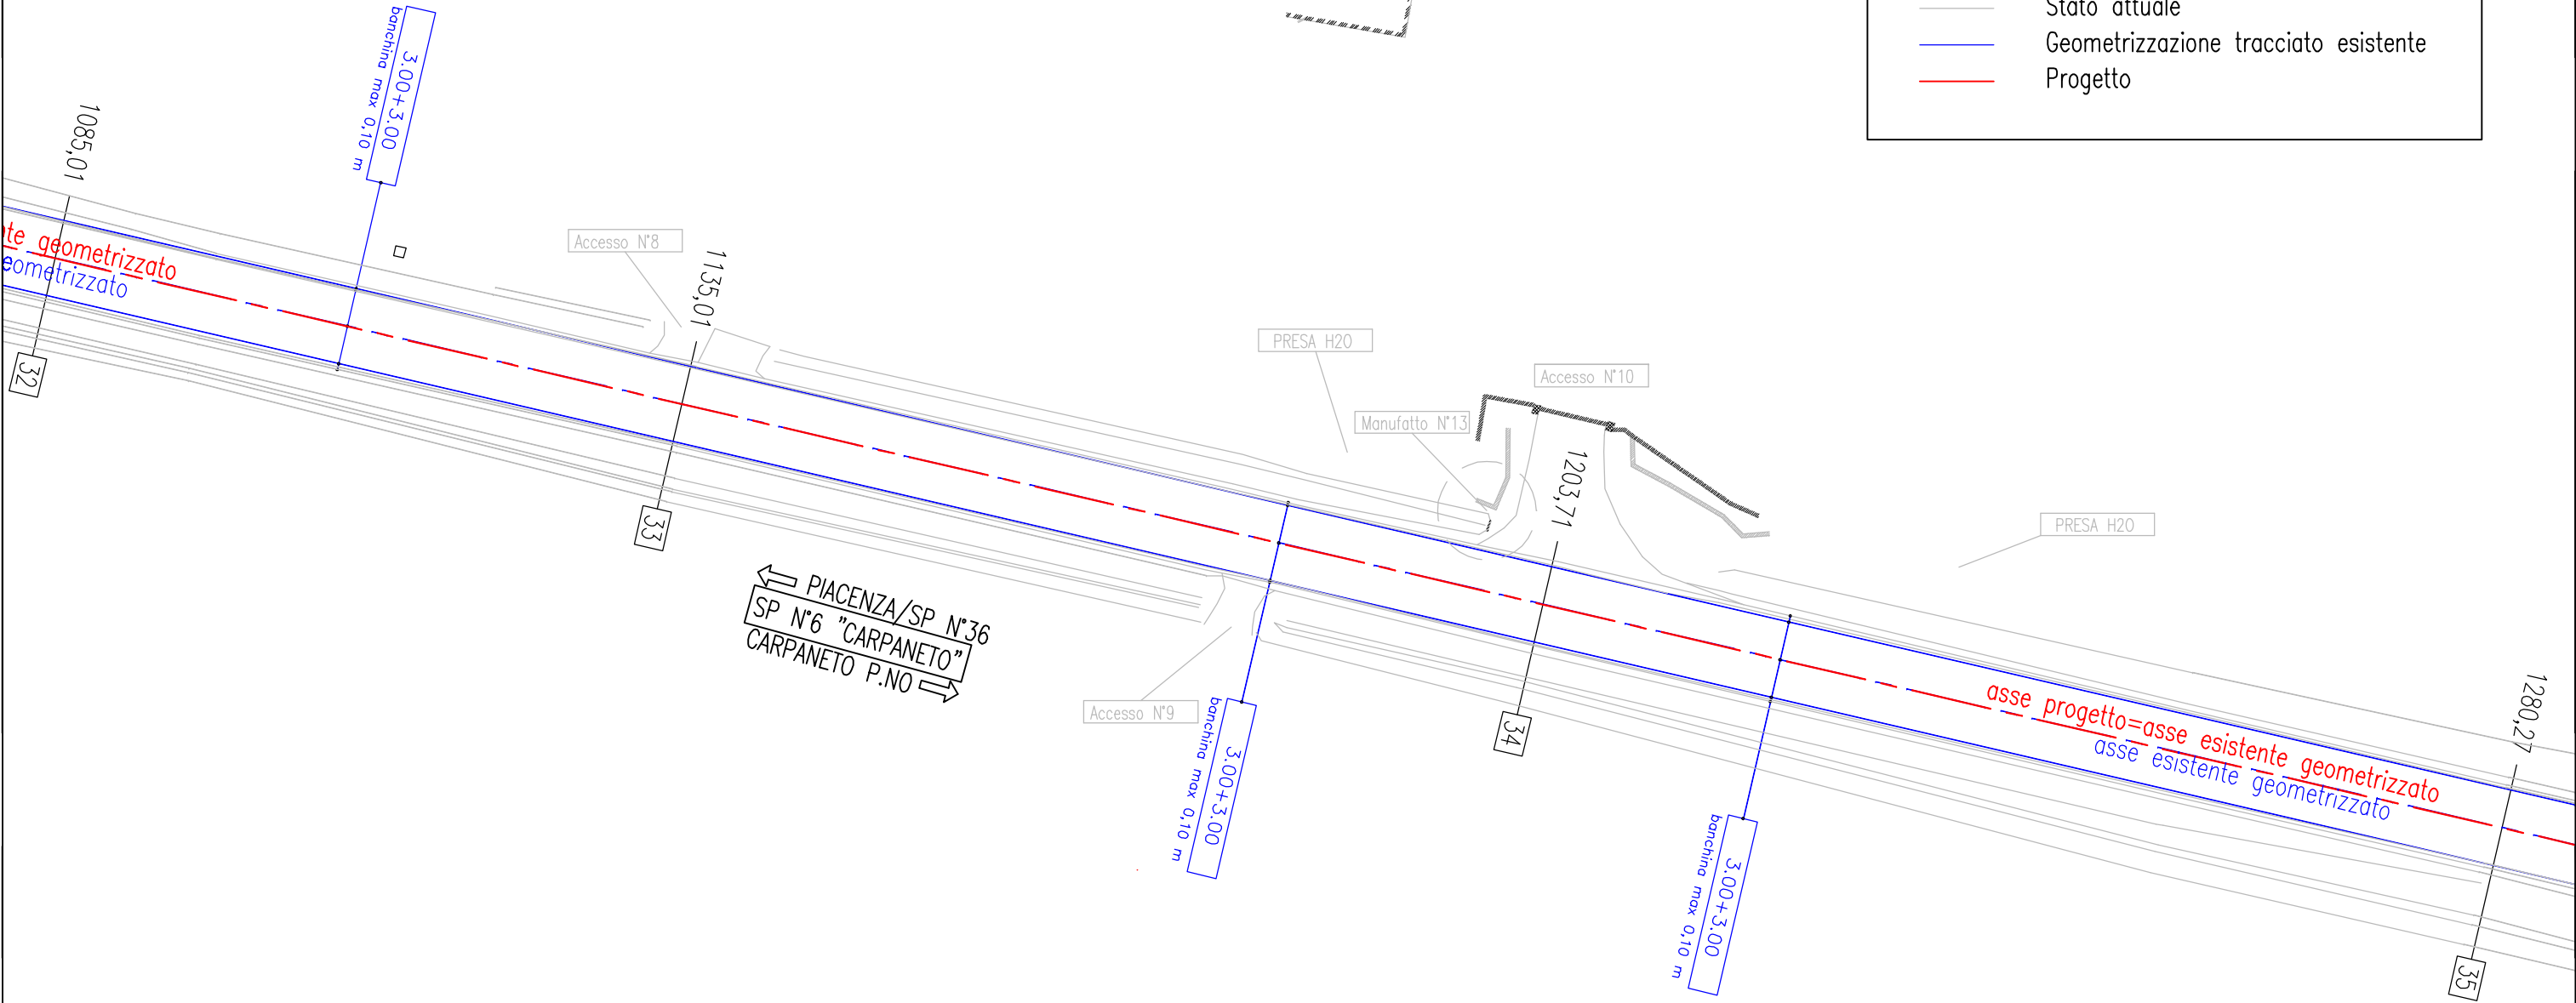 Stato attuale
Geometrizzazione tracciato esistente
Progetto
3.00+3.00
banchina max 0,10 m
1085,01
geometrizzato
eometrizzato
32
Accesso N°8
1135,01
33
PRESA H20
Accesso N°10
Manufatto N°13
1203,71
34
PRESA H20
PIACENZA/SP N°36
SP N°6 "CARPANETO"
CARPANETO P.NO
Accesso N°9
3.00+3.00
banchina max 0,10 m
3.00+3.00
banchina max 0,10 m
asse progetto=asse esistente geometrizzato
asse esistente geometrizzato
1280,27
35